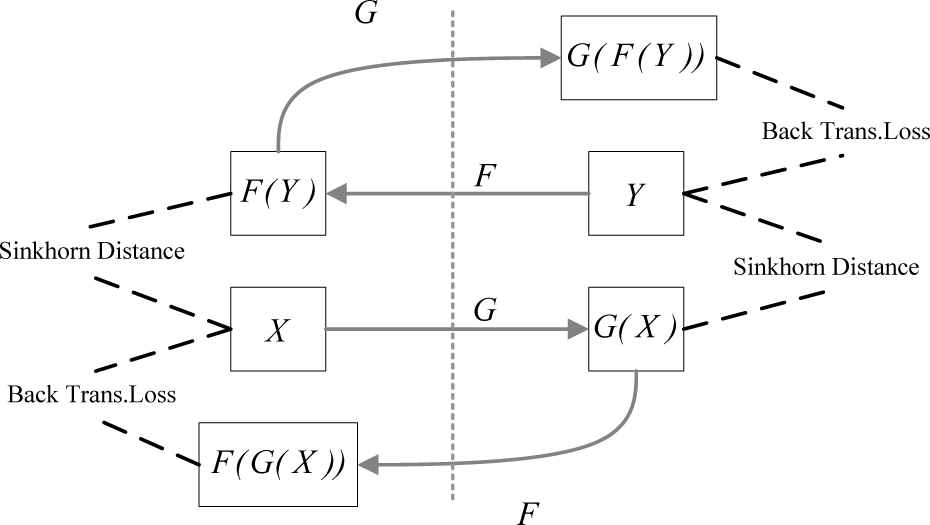 G
G(F(Y))
Back Trans.Loss
F(Y)
F
Y
Sinkhorn Distance
Sinkhorn Distance
X
G
G(X)
Back Trans.Loss
F(G(X))
F